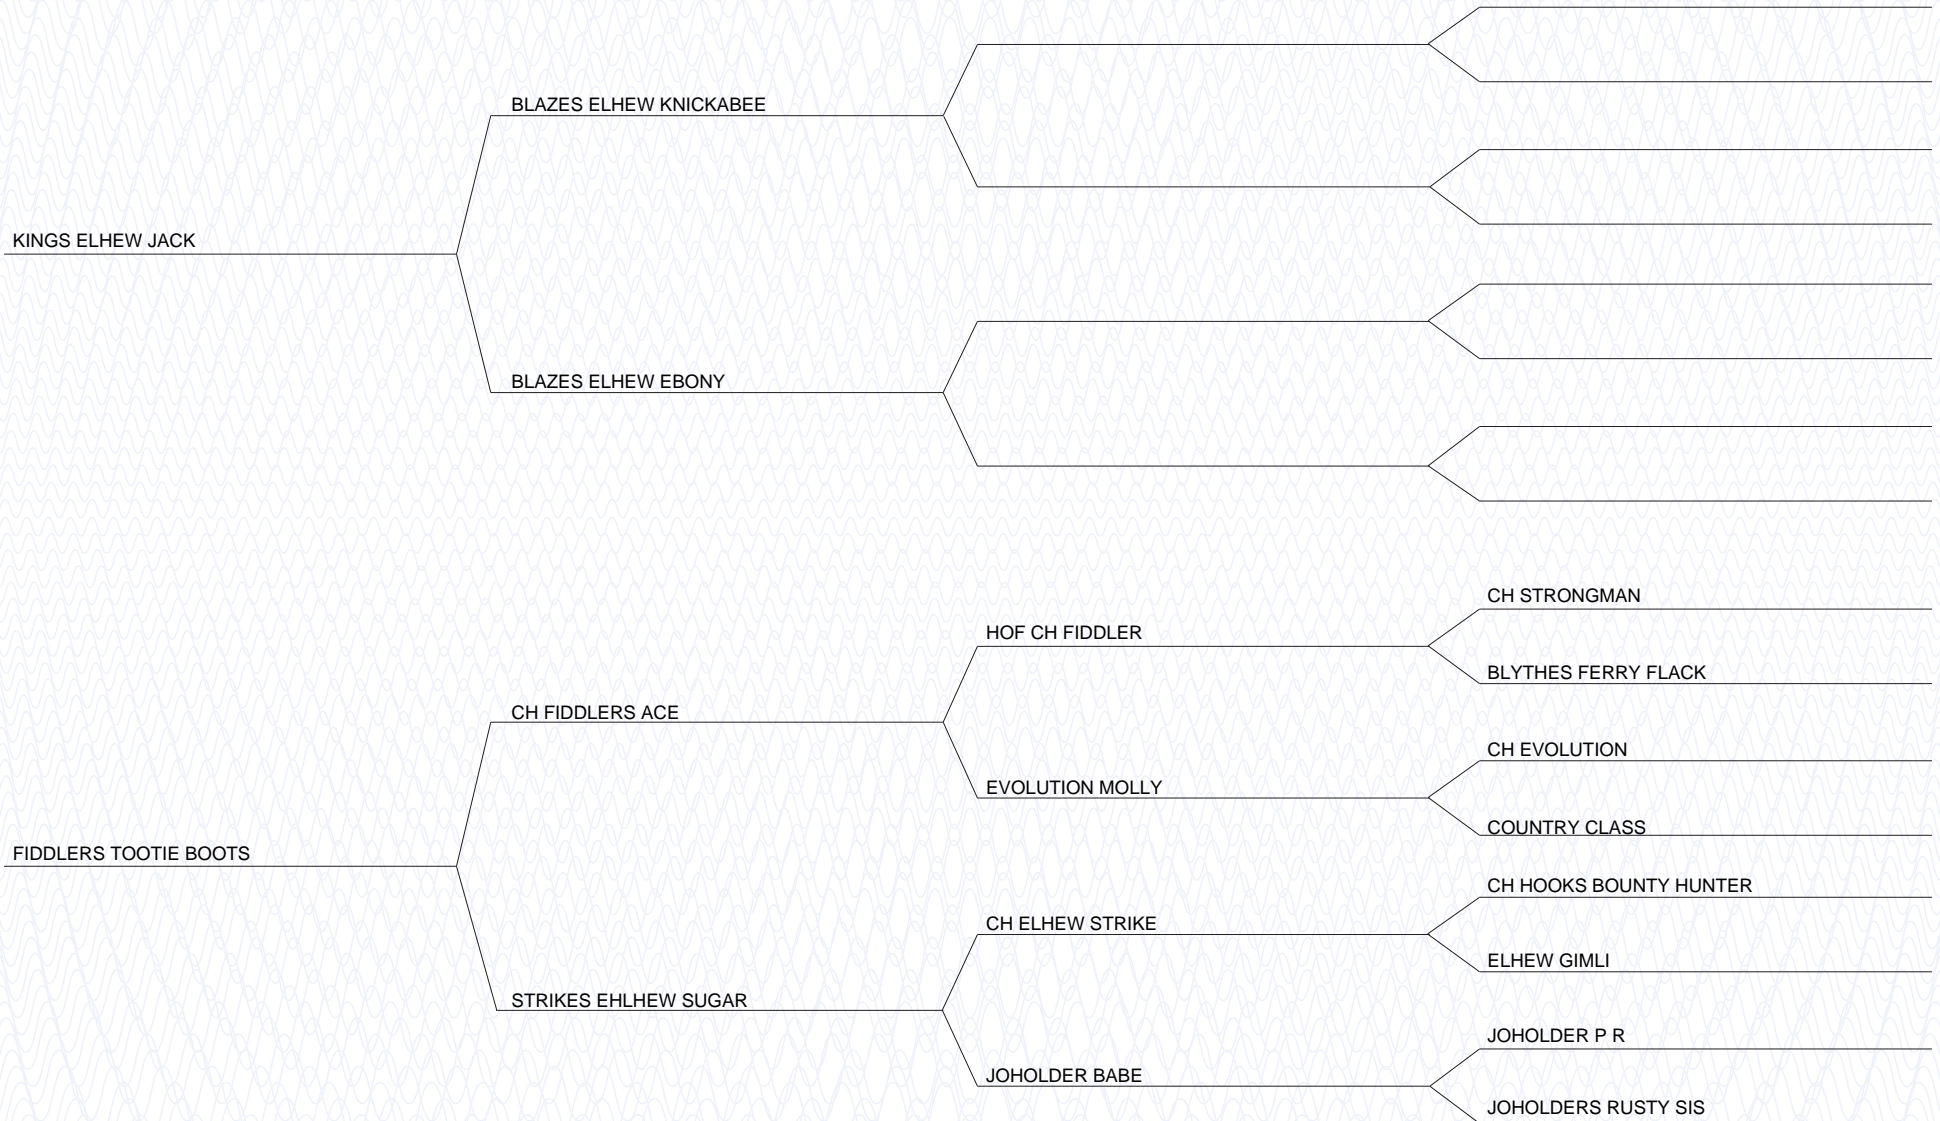 BLAZES ELHEW KNICKABEE
KINGS ELHEW JACK
BLAZES ELHEW EBONY
CH STRONGMAN
HOF CH FIDDLER
BLYTHES FERRY FLACK
CH FIDDLERS ACE
CH EVOLUTION
EVOLUTION MOLLY
COUNTRY CLASS
FIDDLERS TOOTIE BOOTS
CH HOOKS BOUNTY HUNTER
CH ELHEW STRIKE
ELHEW GIMLI
STRIKES EHLHEW SUGAR
JOHOLDER P R
JOHOLDER BABE
JOHOLDERS RUSTY SIS